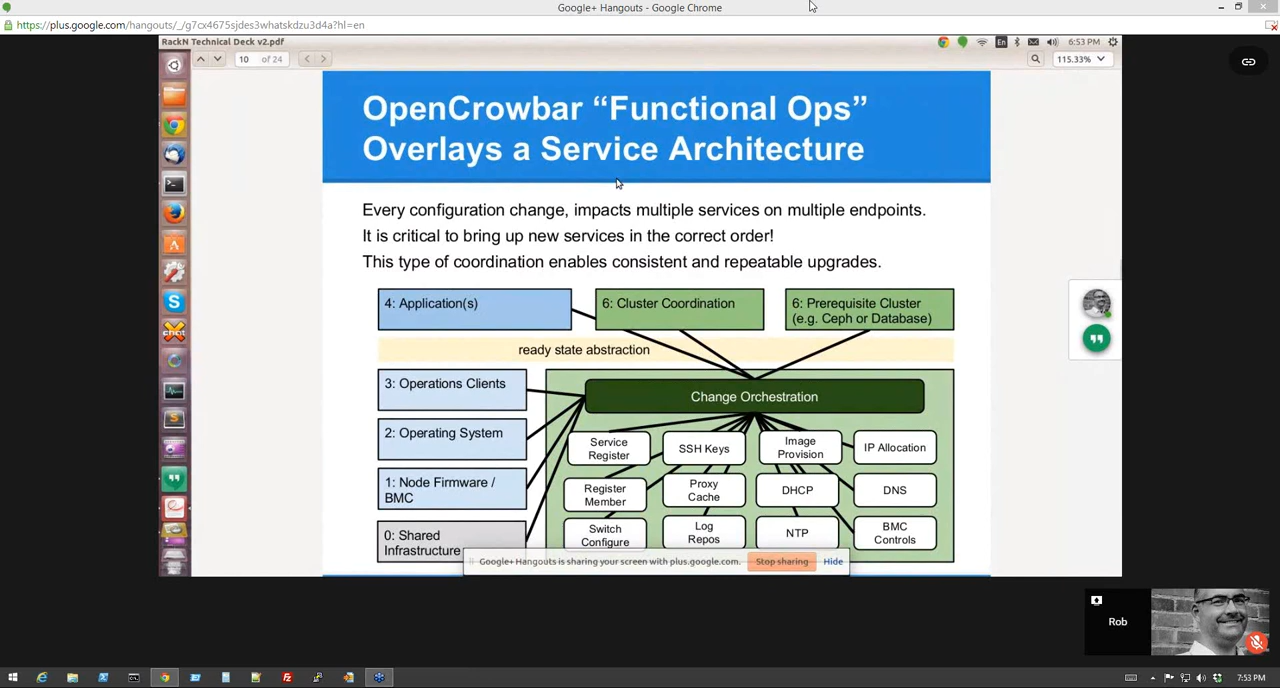 Google+ Hangouts - Google Chrome
https://plus.google.com/hangouts/_/g7cx4675sjdes3whatskdzu3d4a?hl=en
RackN Technical Deck v2.pdf
En
6:53 PM
10 of 24
115.33%
OpenCrowbar “Functional Ops”
Overlays a Service Architecture
Every configuration change, impacts multiple services on multiple endpoints.
It is critical to bring up new services in the correct order!
This type of coordination enables consistent and repeatable upgrades.
4: Application(s)
6: Cluster Coordination
6: Prerequisite Cluster
(e.g. Ceph or Database)
ready state abstraction
3: Operations Clients
2: Operating System
1: Node Firmware /
BMC
0: Shared
Infrastructure
Change Orchestration
Service
Register
SSH Keys
Image
Provision
IP Allocation
Register
Member
Proxy
Cache
DHCP
DNS
Switch
Configure
Log
Repos
NTP
BMC
Controls
Google+ Hangouts is sharing your screen with plus.google.com.
Stop sharing
Hide
chat
Rob
7:53 PM